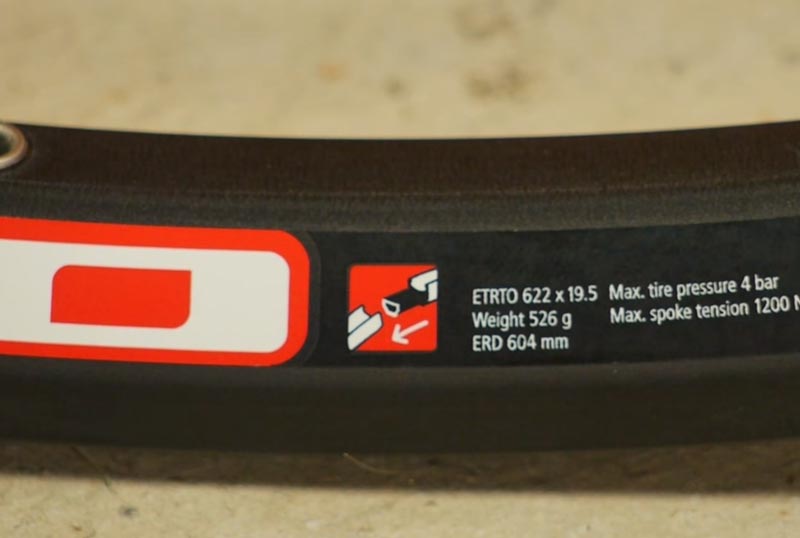 ETRTO 622 x 19.5
Weight 526 g
ERD 604 mm
Max. tire pressure 4 bar
Max. spoke tension 1200 N